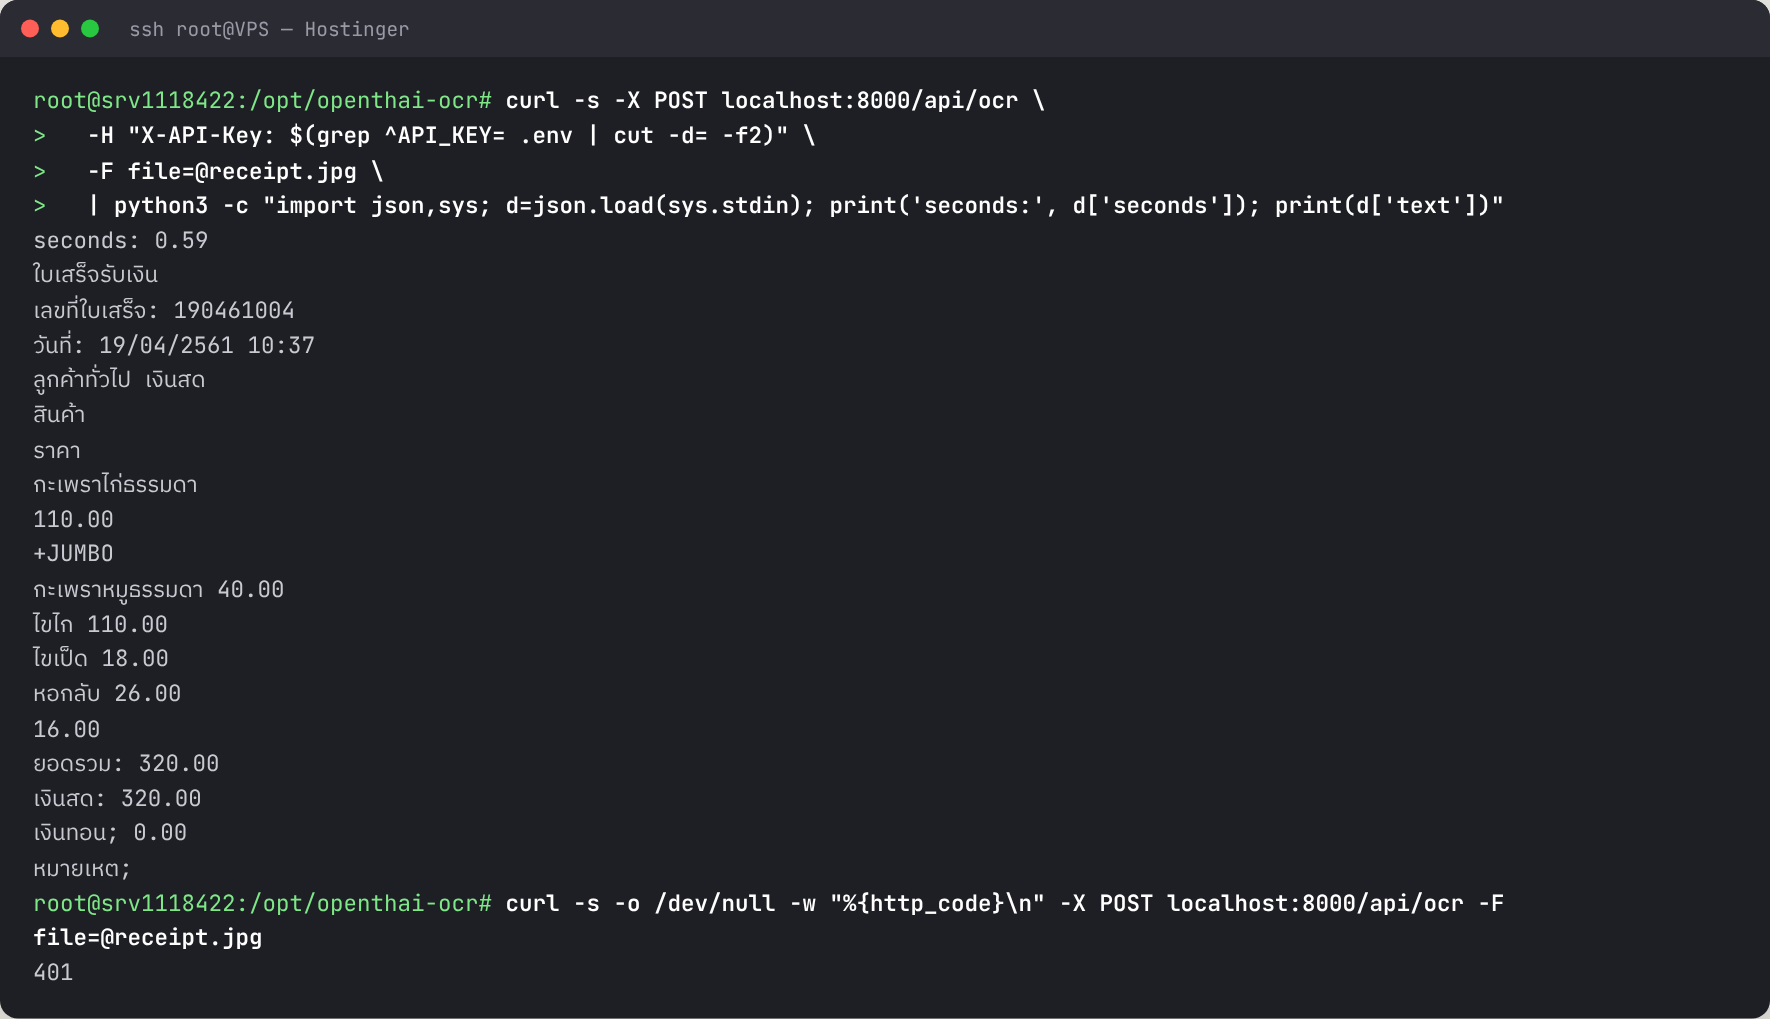 ssh root@VPS — Hostinger
root@srv1118422:/opt/openthai-ocr# curl -s -X POST localhost:8000/api/ocr \
>   -H "X-API-Key: $(grep ^API_KEY= .env | cut -d= -f2)" \
>   -F file=@receipt.jpg \
>   | python3 -c "import json,sys; d=json.load(sys.stdin); print('seconds:', d['seconds']); print(d['text'])"
seconds: 0.59
ใบเสร็จรับเงิน
เลขที่ใบเสร็จ: 190461004
วันที่: 19/04/2561 10:37
ลูกค้าทั่วไป เงินสด
สินค้า
ราคา
กะเพราไก่ธรรมดา
110.00
+JUMBO
กะเพราหมูธรรมดา 40.00
ไขไก 110.00
ไขเป็ด 18.00
หอกลับ 26.00
16.00
ยอดรวม: 320.00
เงินสด: 320.00
เงินทอน; 0.00
หมายเหต;
root@srv1118422:/opt/openthai-ocr# curl -s -o /dev/null -w "%{http_code}\n" -X POST localhost:8000/api/ocr -F
file=@receipt.jpg
401